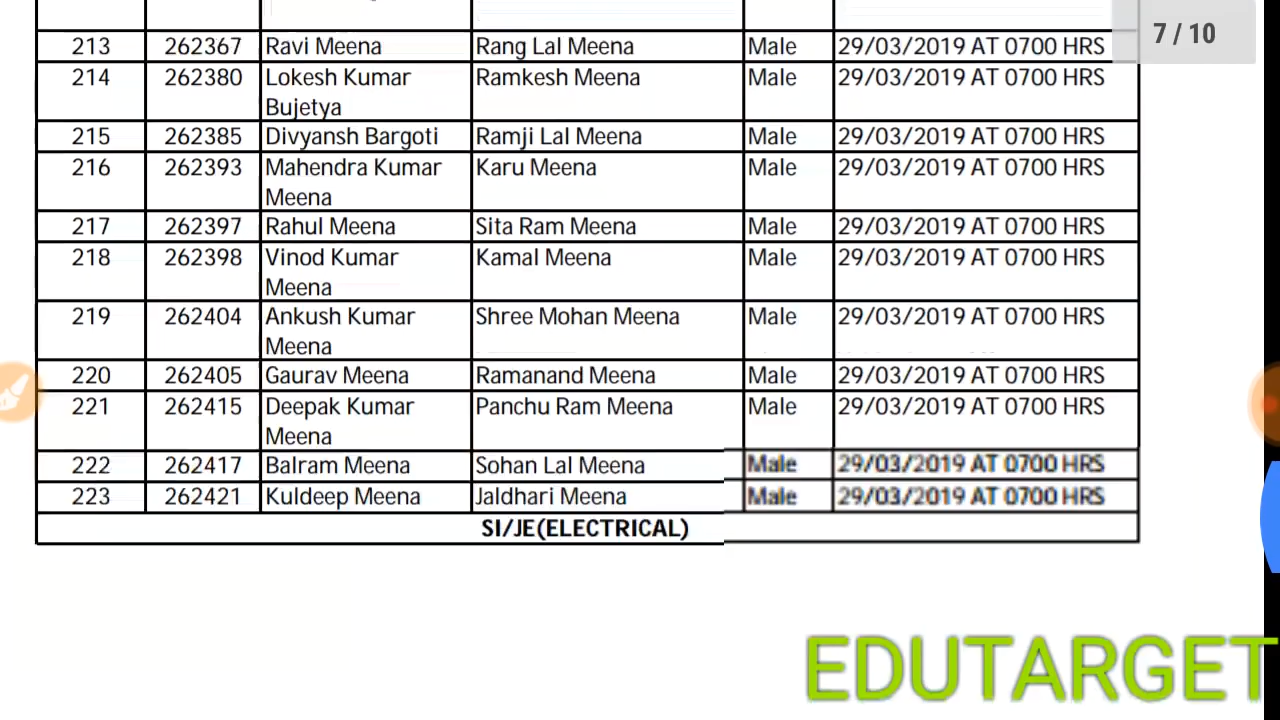 7 / 10
213 262367 Ravi Meena Rang Lal Meena Male 29/03/2019 AT 0700 HRS
214 262380 Lokesh Kumar Ramkesh Meena Male 29/03/2019 AT 0700 HRS
Bujetya
215 262385 Divyansh Bargoti Ramji Lal Meena Male 29/03/2019 AT 0700 HRS
216 262393 Mahendra Kumar Karu Meena Male 29/03/2019 AT 0700 HRS
Meena
217 262397 Rahul Meena Sita Ram Meena Male 29/03/2019 AT 0700 HRS
218 262398 Vinod Kumar Kamal Meena Male 29/03/2019 AT 0700 HRS
Meena
219 262404 Ankush Kumar Shree Mohan Meena Male 29/03/2019 AT 0700 HRS
Meena
220 262405 Gaurav Meena Ramanand Meena Male 29/03/2019 AT 0700 HRS
221 262415 Deepak Kumar Panchu Ram Meena Male 29/03/2019 AT 0700 HRS
Meena
222 262417 Balram Meena Sohan Lal Meena Male 29/03/2019 AT 0700 HRS
223 262421 Kuldeep Meena Jaldhari Meena Male 29/03/2019 AT 0700 HRS
SI/JE(ELECTRICAL)
EDUTARGET